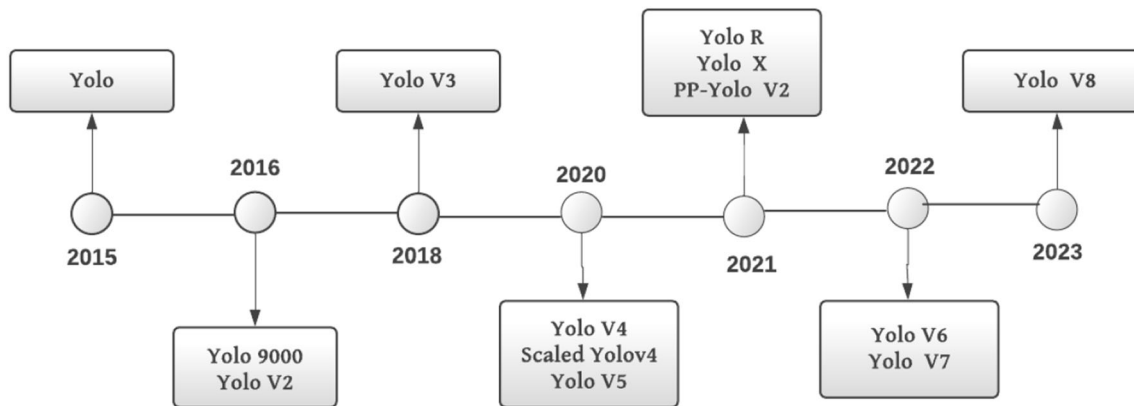 Yolo
Yolo V3
Yolo R
Yolo X
PP-Yolo V2
Yolo V8
2016
2020
2022
2015
2018
2021
2023
Yolo 9000
Yolo V2
Yolo V4
Scaled Yolov4
Yolo V5
Yolo V6
Yolo V7